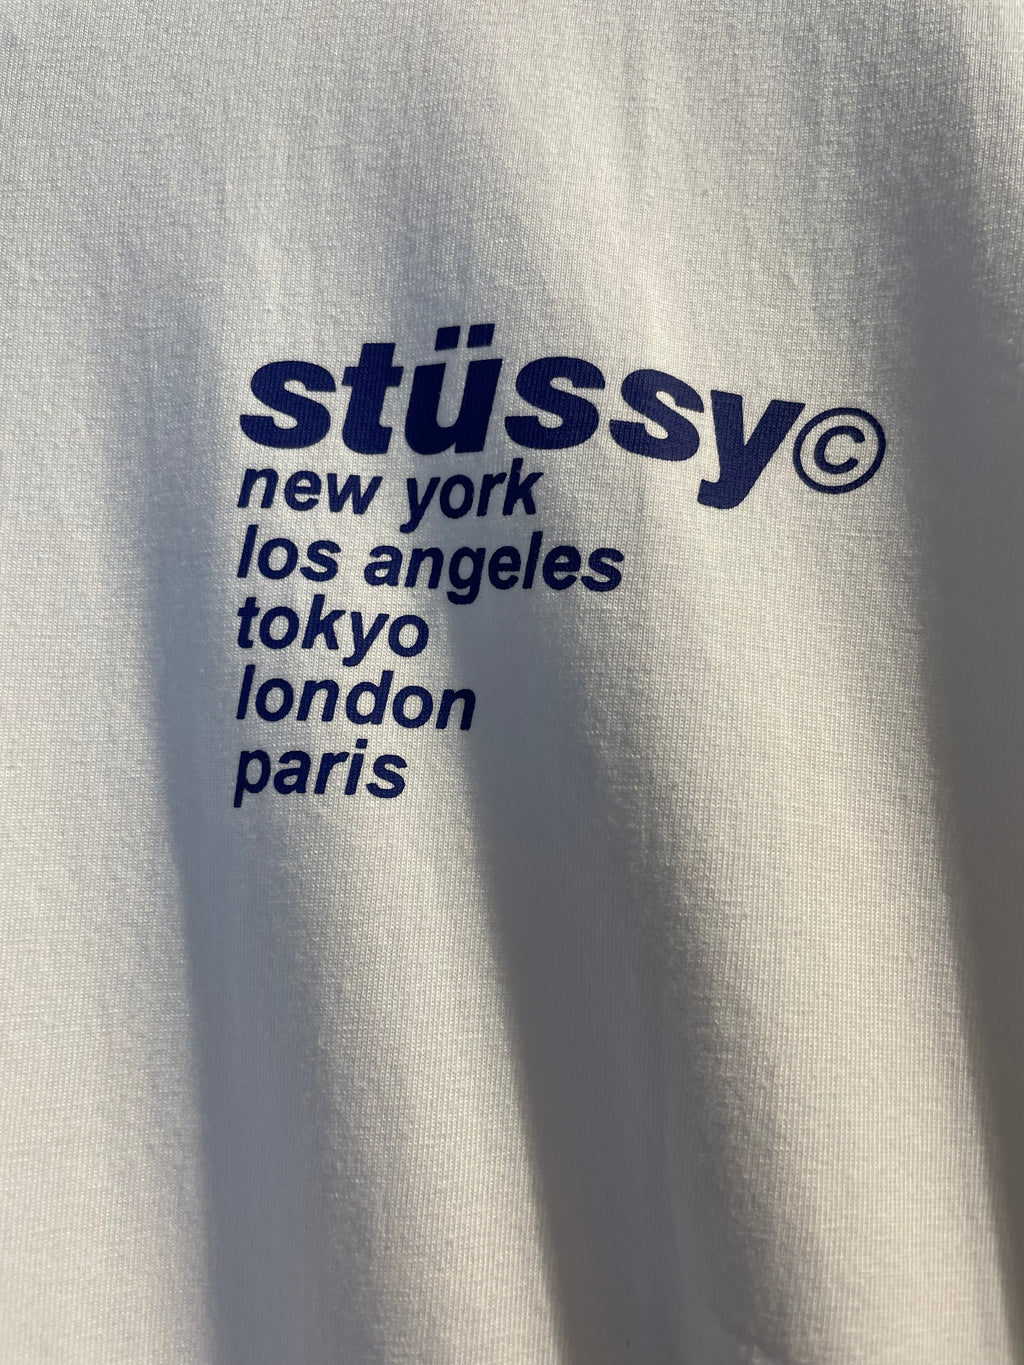 stüssy©
new york
los angeles
tokyo
london
paris